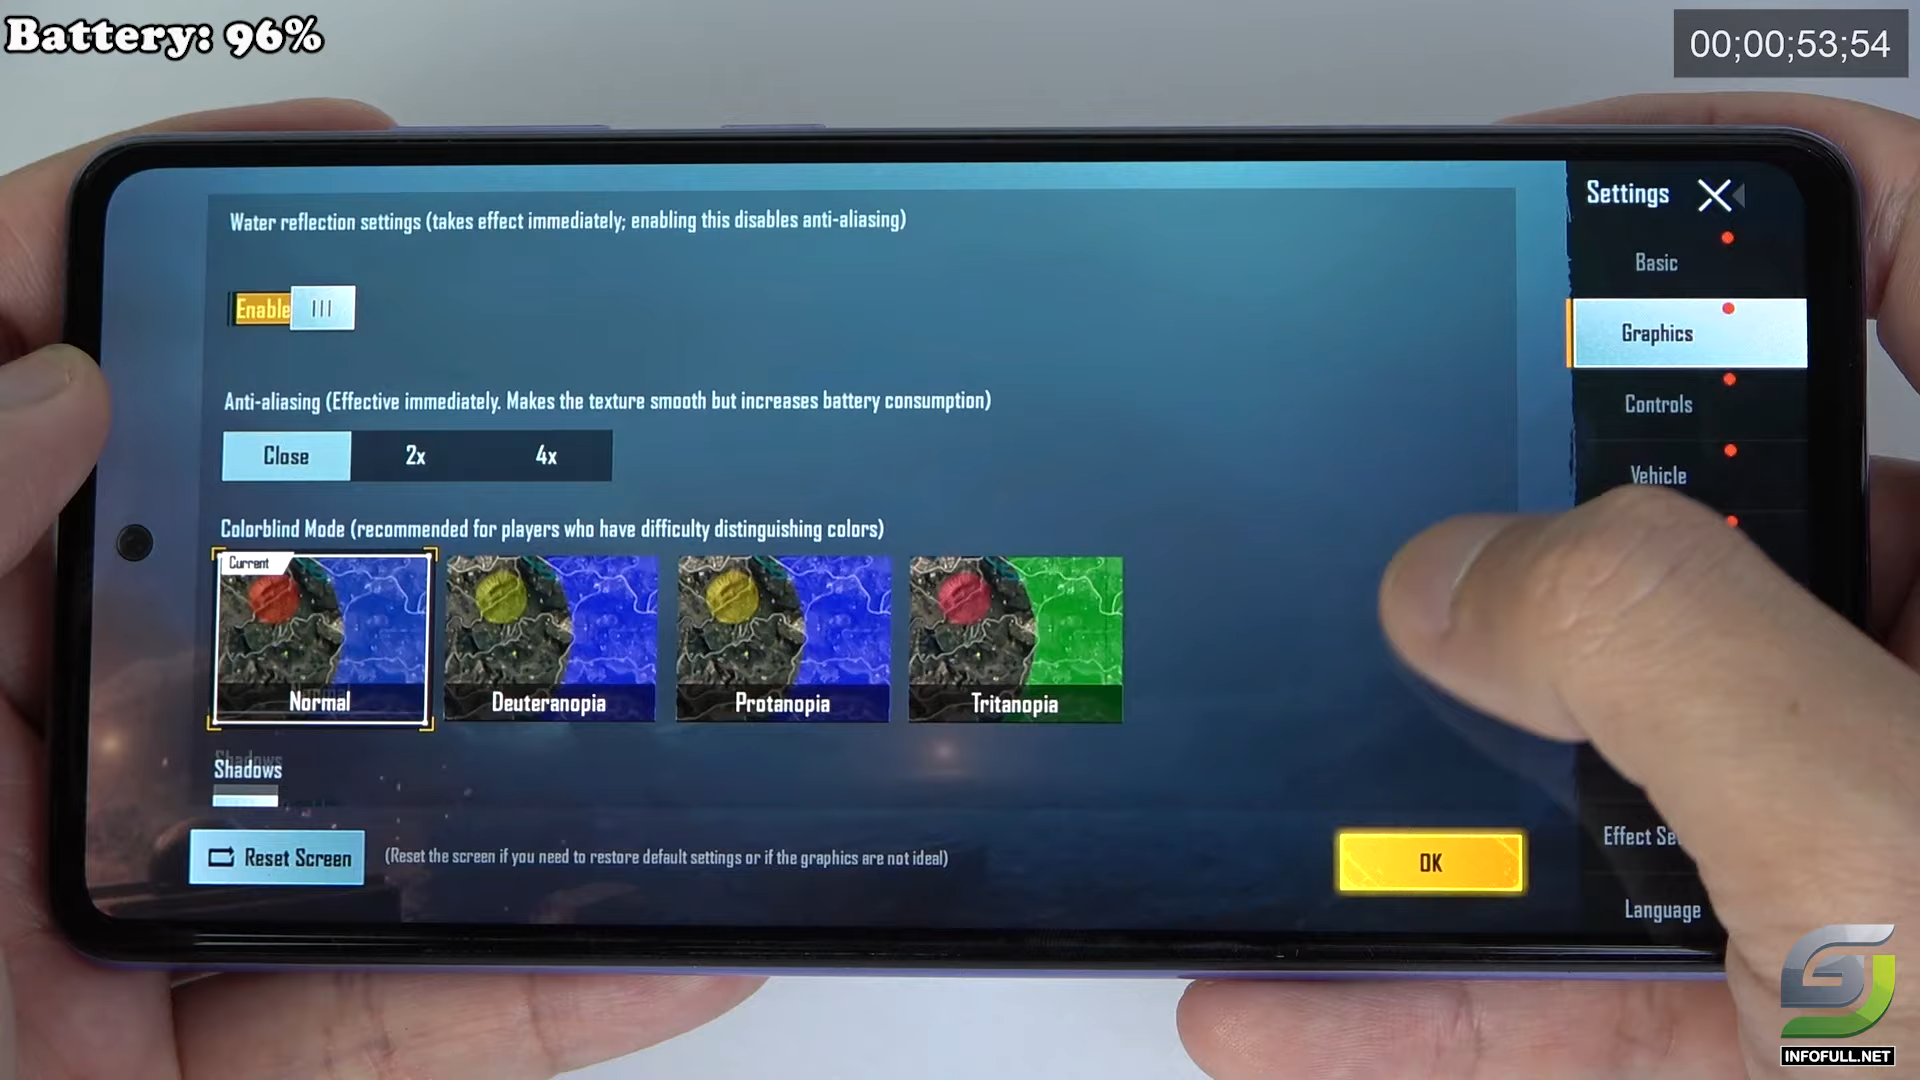 Battery: 96%
00;00;53;54
Settings
Water reflection settings (takes effect immediately; enabling this disables anti-aliasing)
Basic
Enable
Graphics
Anti-aliasing (Effective immediately. Makes the texture smooth but increases battery consumption)
Controls
Close 2x 4x
Vehicle
Colorblind Mode (recommended for players who have difficulty distinguishing colors)
Current
Normal Deuteranopia Protanopia Tritanopia
Shadows
Effect
Reset Screen (Reset the screen if you need to restore default settings or if the graphics are not ideal)
OK
Language
INFOFULL.NET